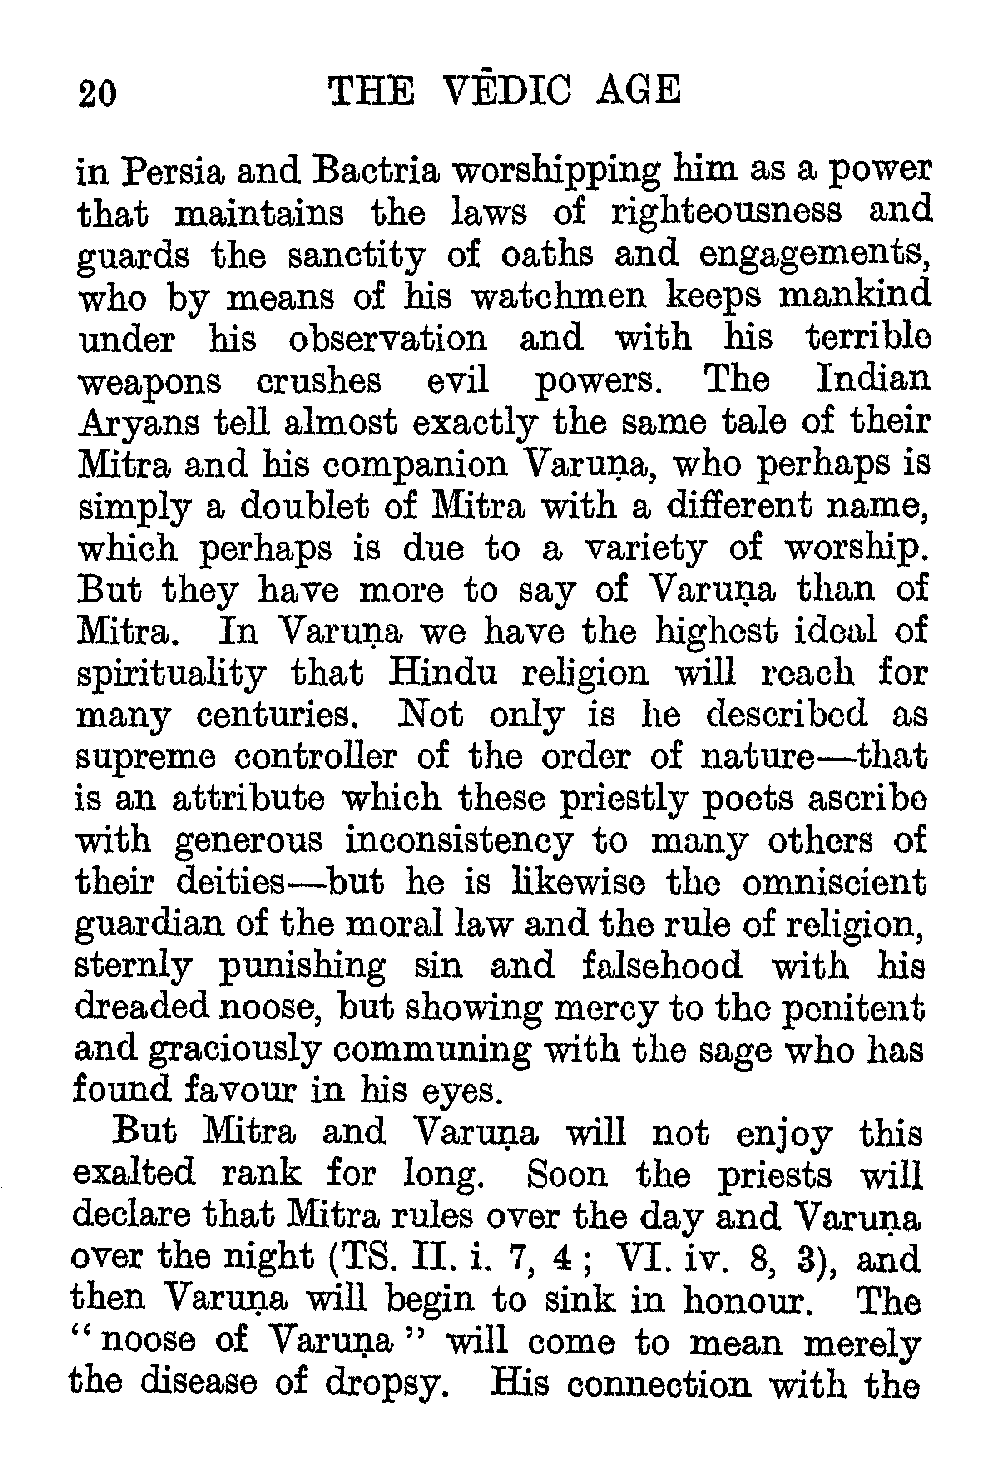 20 THE VĒDIC AGE
in Persia and Bactria worshipping him as a power
that maintains the laws of righteousness and
guards the sanctity of oaths and engagements,
who by means of his watchmen keeps mankind
under his observation and with his terrible
weapons crushes evil powers. The Indian
Aryans tell almost exactly the same tale of their
Mitra and his companion Varuṇa, who perhaps is
simply a doublet of Mitra with a different name,
which perhaps is due to a variety of worship.
But they have more to say of Varuṇa than of
Mitra. In Varuṇa we have the highest ideal of
spirituality that Hindu religion will reach for
many centuries. Not only is he described as
supreme controller of the order of nature—that
is an attribute which these priestly poets ascribe
with generous inconsistency to many others of
their deities—but he is likewise the omniscient
guardian of the moral law and the rule of religion,
sternly punishing sin and falsehood with his
dreaded noose, but showing mercy to the penitent
and graciously communing with the sage who has
found favour in his eyes.
But Mitra and Varuṇa will not enjoy this
exalted rank for long. Soon the priests will
declare that Mitra rules over the day and Varuṇa
over the night (TS. II. i. 7, 4 ; VI. iv. 8, 3), and
then Varuṇa will begin to sink in honour. The
“noose of Varuṇa” will come to mean merely
the disease of dropsy. His connection with the